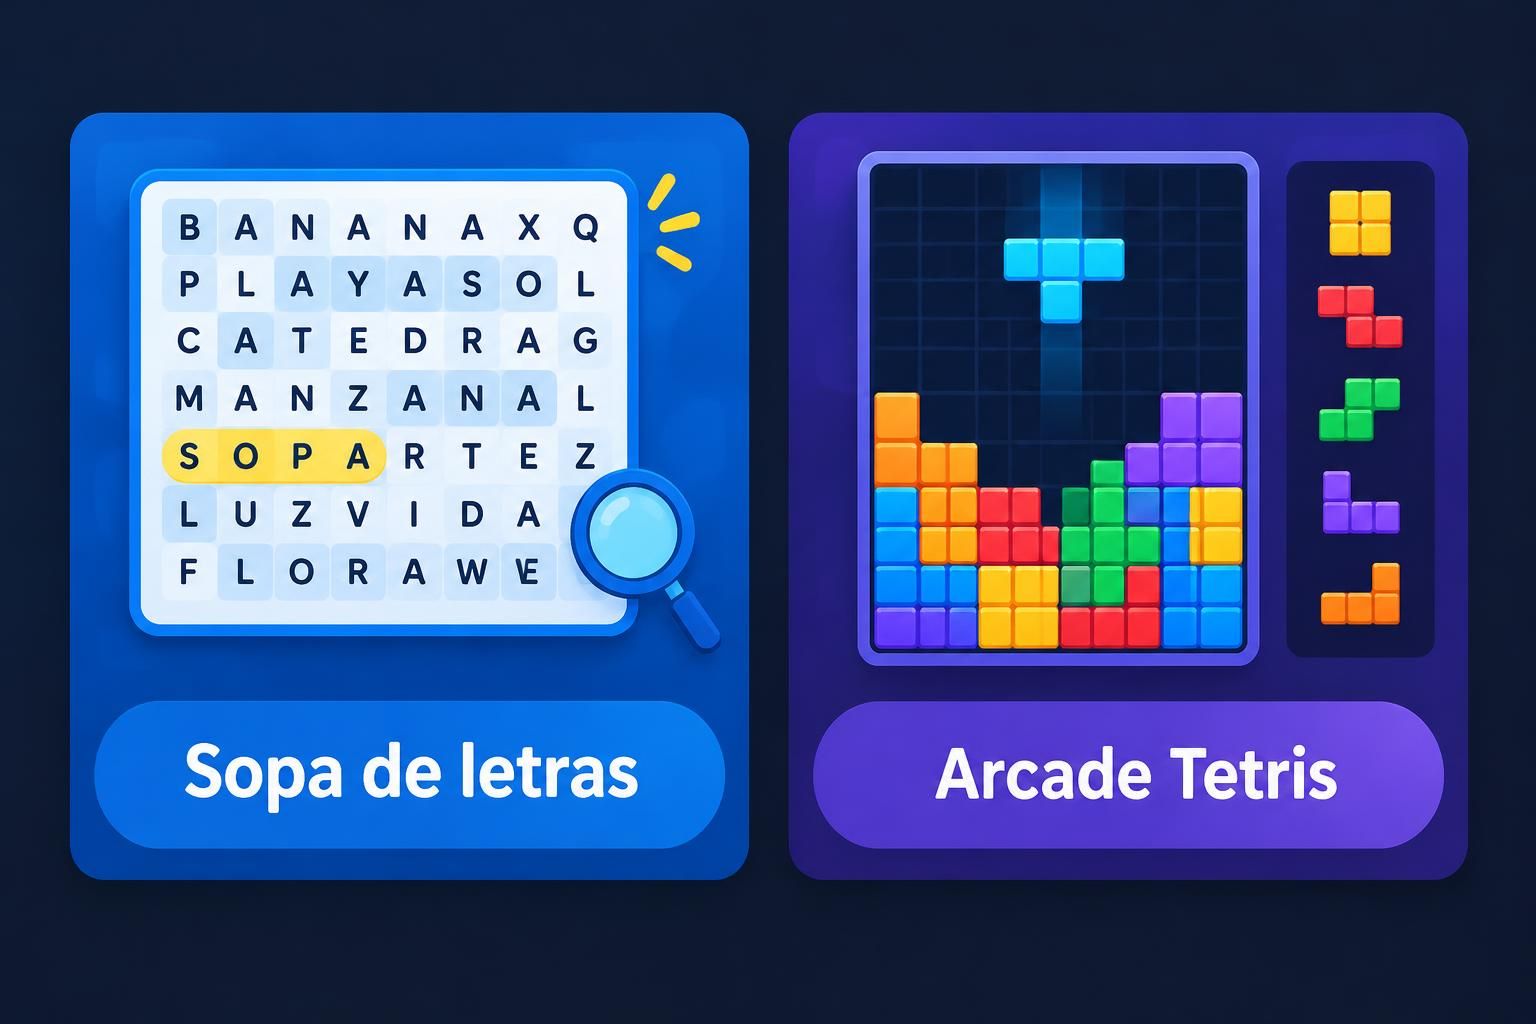 B A N A N A X Q
P L A Y A S O L
C A T E D R A G
M A N Z A N A L
S O P A R T E Z
L U Z V I D A
F L O R A W E
Sopa de letras
Arcade Tetris